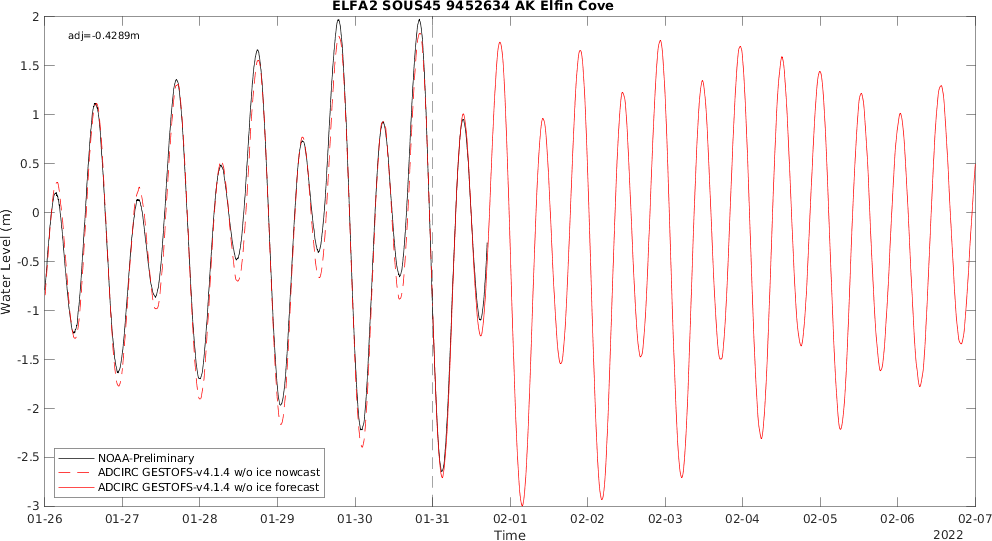 ELFA2 SOUS45 9452634 AK Elfin Cove
adj=-0.4289m
2
1.5
1
0.5
0
-0.5
-1
-1.5
-2
-2.5
-3
Water Level (m)
NOAA-Preliminary
ADCIRC GESTOFS-v4.1.4 w/o ice nowcast
ADCIRC GESTOFS-v4.1.4 w/o ice forecast
01-26 01-27 01-28 01-29 01-30 01-31 02-01 02-02 02-03 02-04 02-05 02-06 02-07
Time
2022